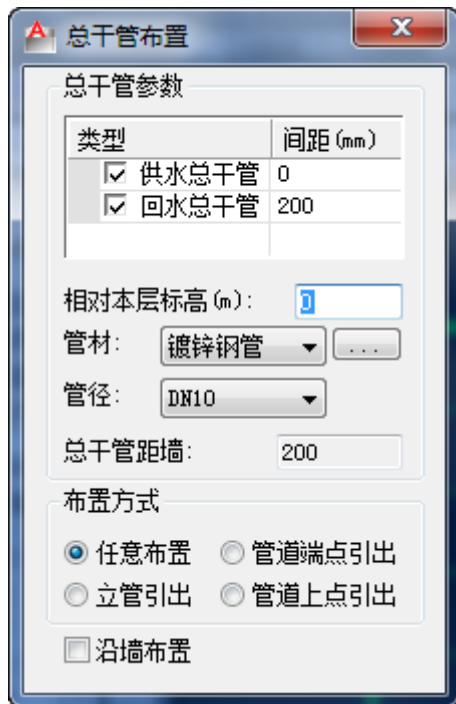 总干管布置
总干管参数
类型 间距(mm)
供水总干管 0
回水总干管 200
相对本层标高(m): 0
管材: 镀锌钢管 ...
管径: DN10
总干管距墙: 200
布置方式
任意布置 管道端点引出
立管引出 管道上点引出
沿墙布置